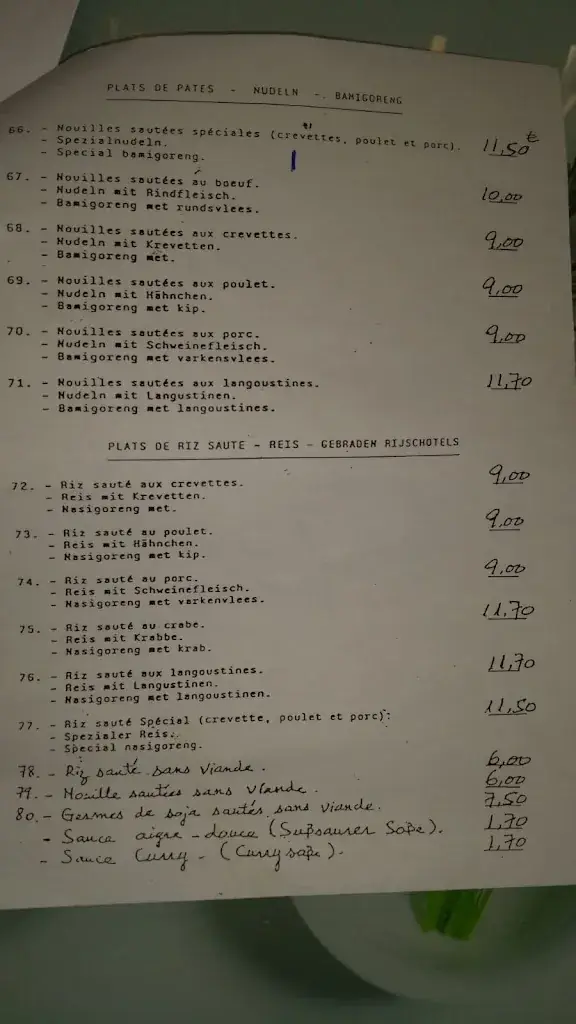 PLATS DE PATES - NUDELN -. BAMIGORENG
66. - Nouilles sautées spéciales (crevettes, poulet et porc). 11,50 €
- Spezialnudeln.
- Special bamigoreng.
67. - Nouilles sautées au boeuf. 10,00
- Nudeln mit Rindfleisch.
- Bamigoreng met rundsvlees.
68. - Nouilles sautées aux crevettes. 9,00
- Nudeln mit Krevetten.
- Bamigoreng met.
69. - Nouilles sautées aux poulet. 9,00
- Nudeln mit Hähnchen.
- Bamigoreng met kip.
70. - Nouilles sautées aux porc. 9,00
- Nudeln mit Schweinefleisch.
- Bamigoreng met varkensvlees.
71. - Nouilles sautées aux langoustines. 11,70
- Nudeln mit Langustinen.
- Bamigoreng met langoustines.
PLATS DE RIZ SAUTE - REIS - GEBRADEN RIJSCHOTELS
72. - Riz sauté aux crevettes. 9,00
- Reis mit Krevetten.
- Nasigoreng met.
73. - Riz sauté au poulet. 9,00
- Reis mit Hähnchen.
- Nasigoreng met kip.
74. - Riz sauté au porc. 9,00
- Reis mit Schweinefleisch.
- Nasigoreng met varkenvlees.
75. - Riz sauté au crabe. 11,70
- Reis mit Krabbe.
- Nasigoreng met krab.
76. - Riz sauté aux langoustines. 11,70
- Reis mit Langustinen.
- Nasigoreng met langoustinen.
77. - Riz sauté Spécial (crevette, poulet et porc): 11,50
- Spezialer Reis.
- Special nasigoreng.
78. - Riz sauté sans viande. 6,00
79. - Nouille sautées sans viande. 6,00
80. - Germes de soja sautés sans viande. 7,50
- Sauce aigre-douce (Süßsaurer Soße). 1,70
- Sauce Curry - (Currysoße). 1,70